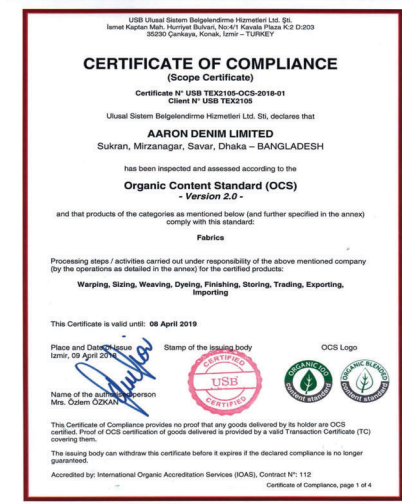 USB Ulusal Sistem Belgelendirme Hizmetleri Ltd. Şti.
İsmet Kaptan Mah. Hurriyet Bulvari, No:4/1 Kavala Plaza K:2 D:203
35230 Çankaya, Konak, İzmir – TURKEY
CERTIFICATE OF COMPLIANCE
(Scope Certificate)
Certificate N° USB TEX2105-OCS-2018-01
Client N° USB TEX2105
Ulusal Sistem Belgelendirme Hizmetleri Ltd. Sti, declares that
AARON DENIM LIMITED
Sukran, Mirzanagar, Savar, Dhaka – BANGLADESH
has been inspected and assessed according to the
Organic Content Standard (OCS)
- Version 2.0 -
and that products of the categories as mentioned below (and further specified in the annex)
comply with this standard:
Fabrics
Processing steps / activities carried out under responsibility of the above mentioned company
(by the operations as detailed in the annex) for the certified products:
Warping, Sizing, Weaving, Dyeing, Finishing, Storing, Trading, Exporting,
Importing
This Certificate is valid until: 08 April 2019
Place and Date of Issue
Stamp of the issuing body
OCS Logo
Izmir, 09 April 2018
CERTIFIED
USB
CERTIFIED
ORGANIC 100
content standard
ORGANIC BLENDED
content standard
Name of the authorised person
Mrs. Özlem ÖZKAN
This Certificate of Compliance provides no proof that any goods delivered by its holder are OCS
certified. Proof of OCS certification of goods delivered is provided by a valid Transaction Certificate (TC)
covering them.
The issuing body can withdraw this certificate before it expires if the declared compliance is no longer
guaranteed.
Accredited by: International Organic Accreditation Services (IOAS), Contract N°: 112
Certificate of Compliance, page 1 of 4